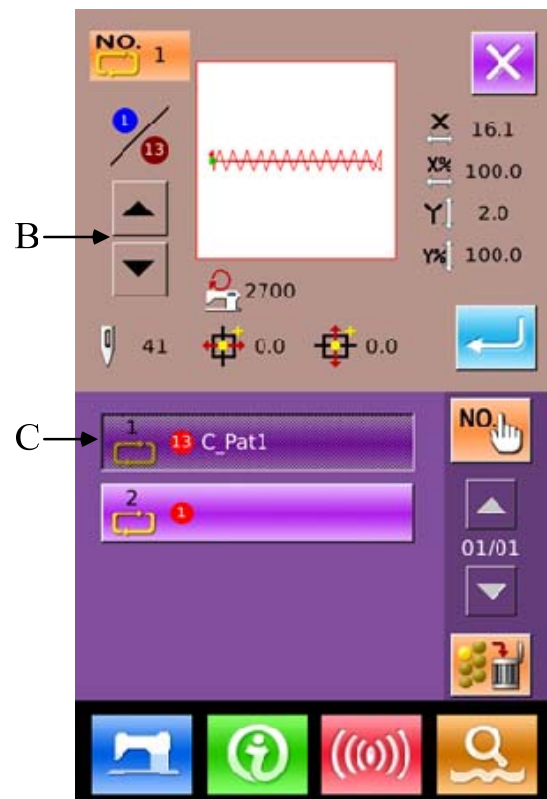 NO. 1
1
13
X 16.1
X% 100.0
Y 2.0
Y% 100.0
B
2700
41 0.0 0.0
C
1 13 C_Pat1
NO.
2 1
01/01